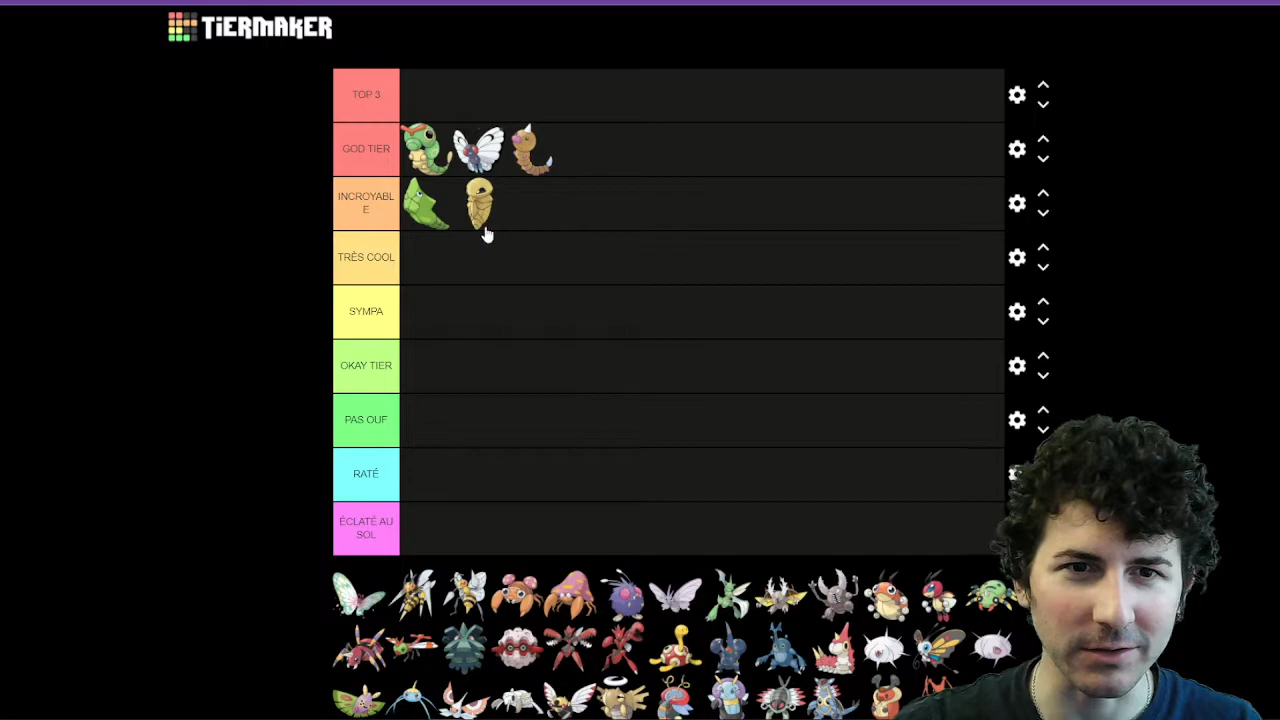 TiERMAKER
TOP 3
GOD TIER
INCROYABL
E
TRÈS COOL
SYMPA
OKAY TIER
PAS OUF
RATÉ
ÉCLATÉ AU
SOL